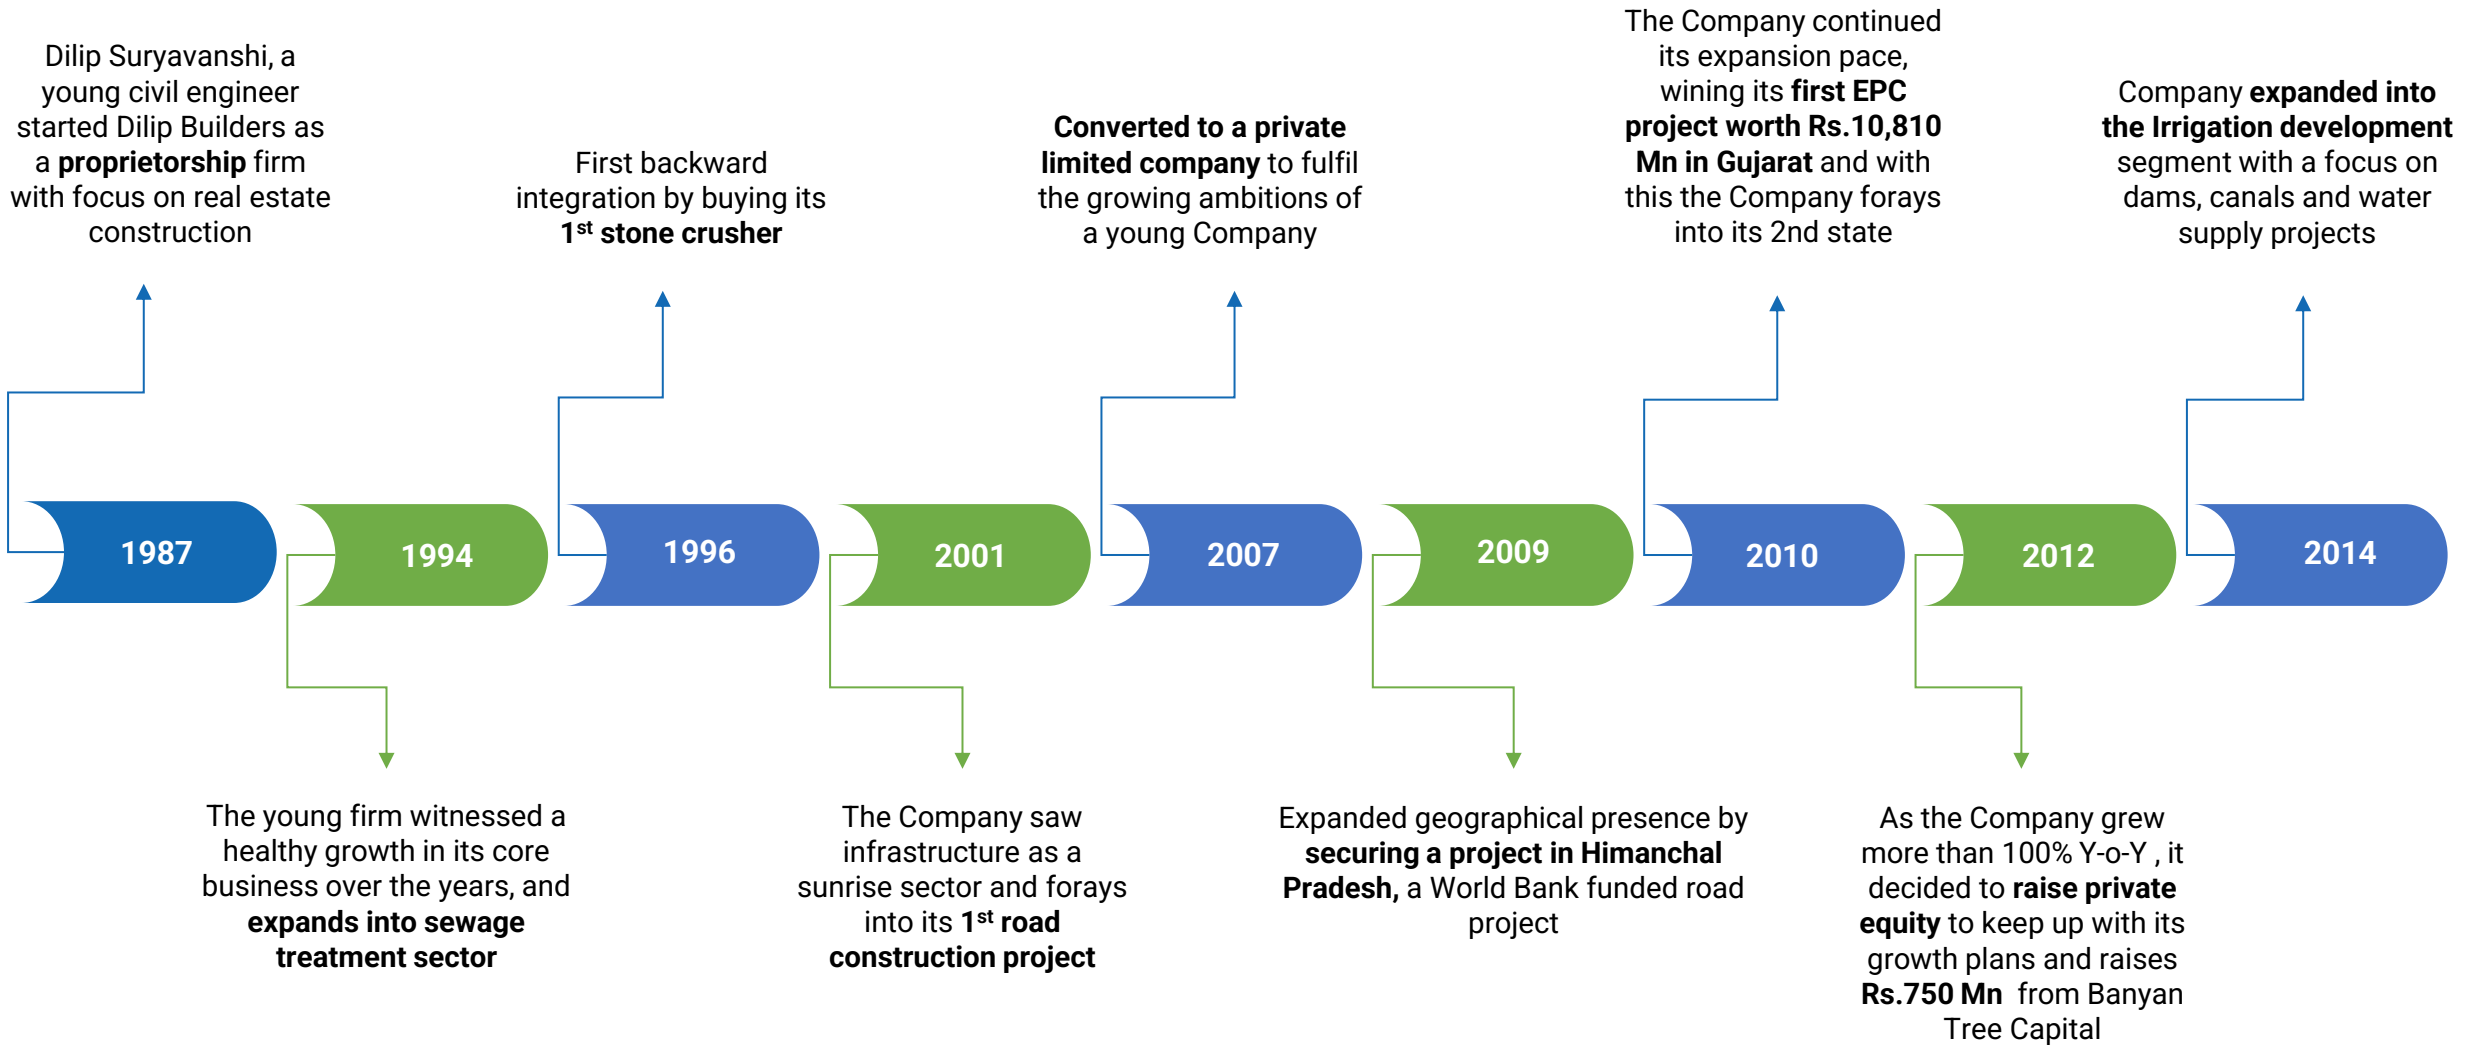 Dilip Suryavanshi, a
young civil engineer
started Dilip Builders as
a proprietorship firm
with focus on real estate
construction
First backward
integration by buying its
1st stone crusher
Converted to a private
limited company to fulfil
the growing ambitions of
a young Company
The Company continued
its expansion pace,
wining its first EPC
project worth Rs.10,810
Mn in Gujarat and with
this the Company forays
into its 2nd state
Company expanded into
the Irrigation development
segment with a focus on
dams, canals and water
supply projects
1987
1994
1996
2001
2007
2009
2010
2012
2014
The young firm witnessed a
healthy growth in its core
business over the years, and
expands into sewage
treatment sector
The Company saw
infrastructure as a
sunrise sector and forays
into its 1st road
construction project
Expanded geographical presence by
securing a project in Himanchal
Pradesh, a World Bank funded road
project
As the Company grew
more than 100% Y-o-Y , it
decided to raise private
equity to keep up with its
growth plans and raises
Rs.750 Mn from Banyan
Tree Capital